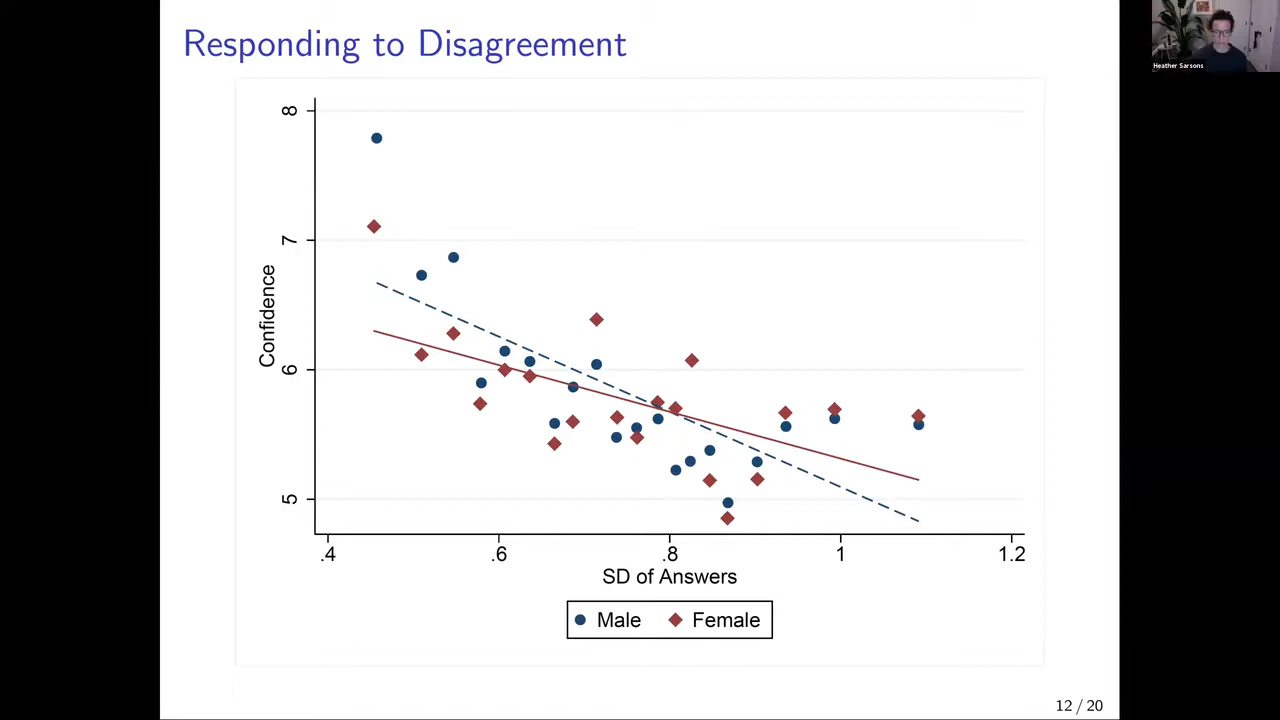 Responding to Disagreement
Heather Sarsons
8
7
6
5
Confidence
.4 .6 .8 1 1.2
SD of Answers
Male Female
12 / 20